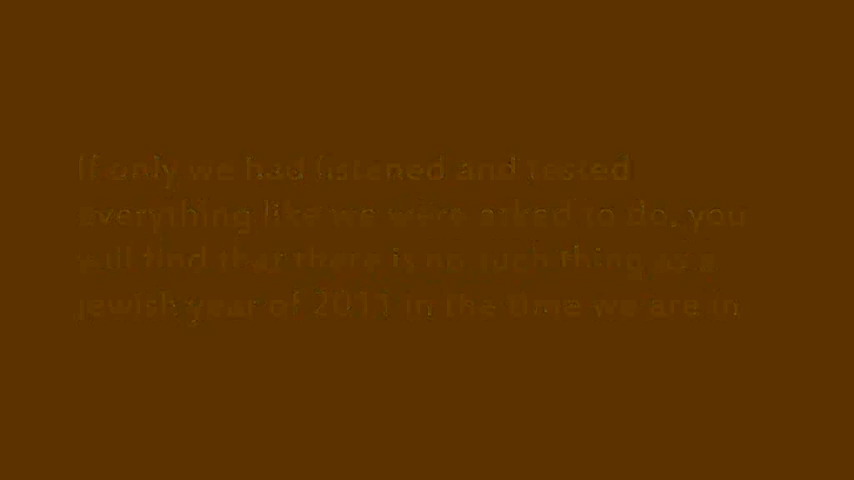 If only we had listened and tested
everything like we were asked to do, you
will find that there is no such thing as a
jewish year of 2011 in the time we are in